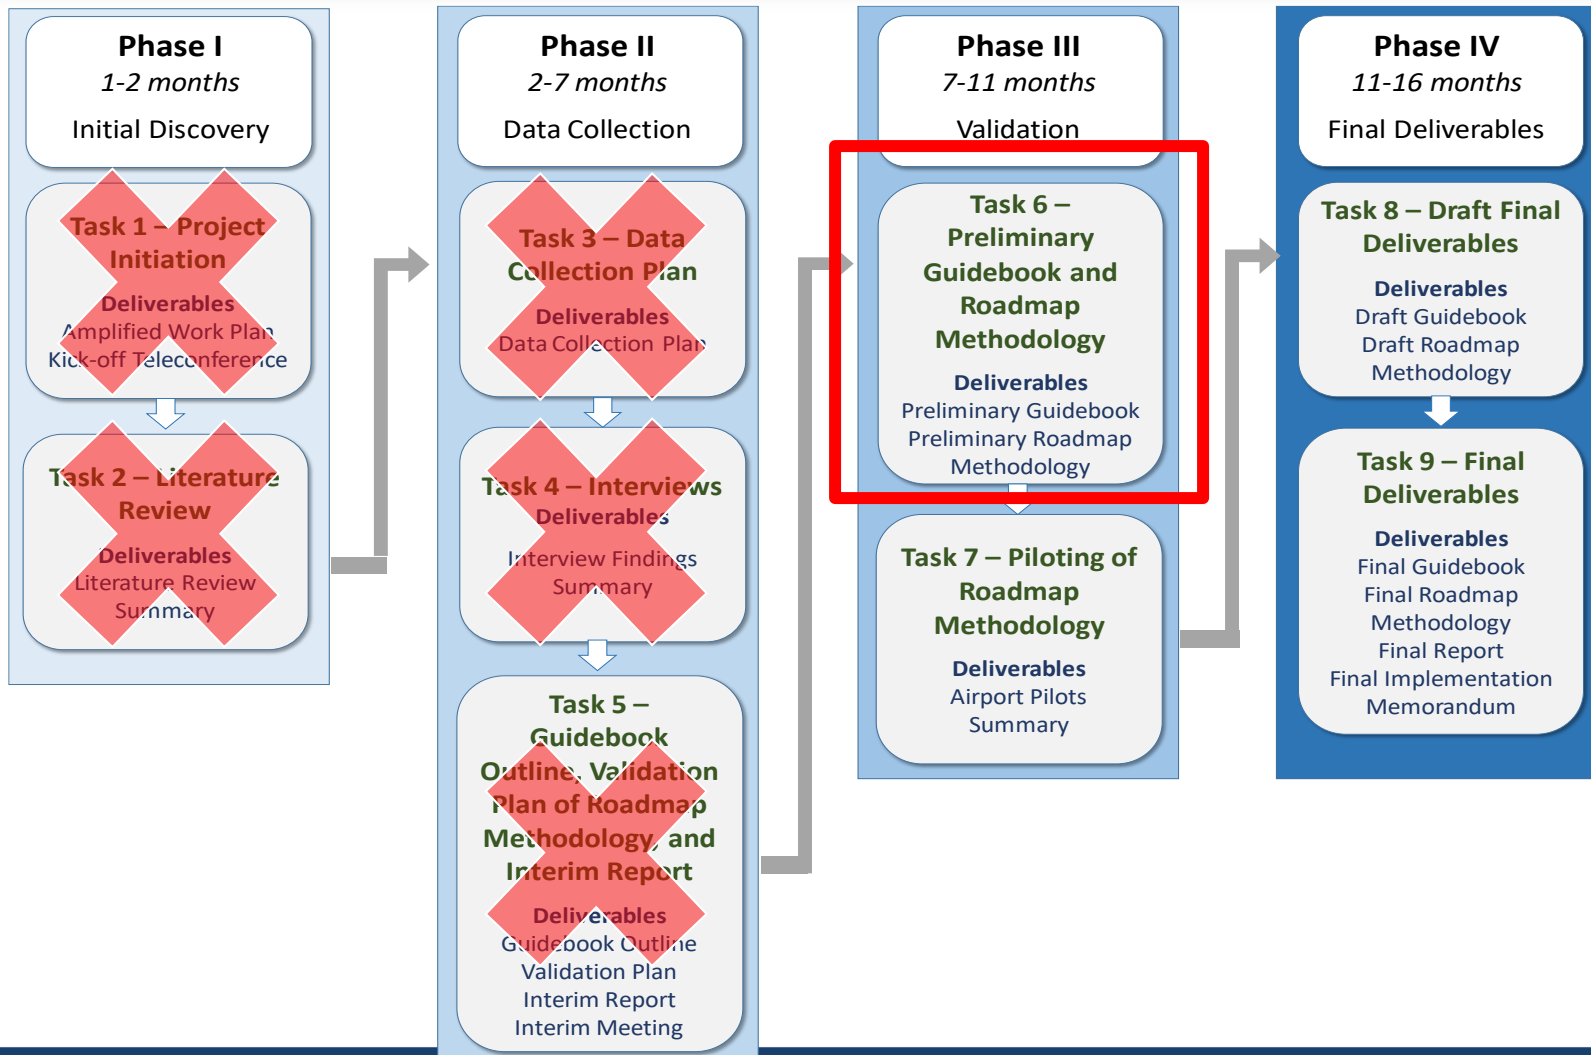 Phase I
1-2 months
Initial Discovery
Task 1 – Project
Initiation
Deliverables
Amplified Work Plan
Kick-off Teleconference
Task 2 – Literature
Review
Deliverables
Literature Review
Summary
Phase II
2-7 months
Data Collection
Task 3 – Data
Collection Plan
Deliverables
Data Collection Plan
Task 4 – Interviews
Deliverables
Interview Findings
Summary
Task 5 –
Guidebook
Outline, Validation
Plan of Roadmap
Methodology, and
Interim Report
Deliverables
Guidebook Outline
Validation Plan
Interim Report
Interim Meeting
Phase III
7-11 months
Validation
Task 6 –
Preliminary
Guidebook and
Roadmap
Methodology
Deliverables
Preliminary Guidebook
Preliminary Roadmap
Methodology
Task 7 – Piloting of
Roadmap
Methodology
Deliverables
Airport Pilots
Summary
Phase IV
11-16 months
Final Deliverables
Task 8 – Draft Final
Deliverables
Deliverables
Draft Guidebook
Draft Roadmap
Methodology
Task 9 – Final
Deliverables
Deliverables
Final Guidebook
Final Roadmap
Methodology
Final Report
Final Implementation
Memorandum